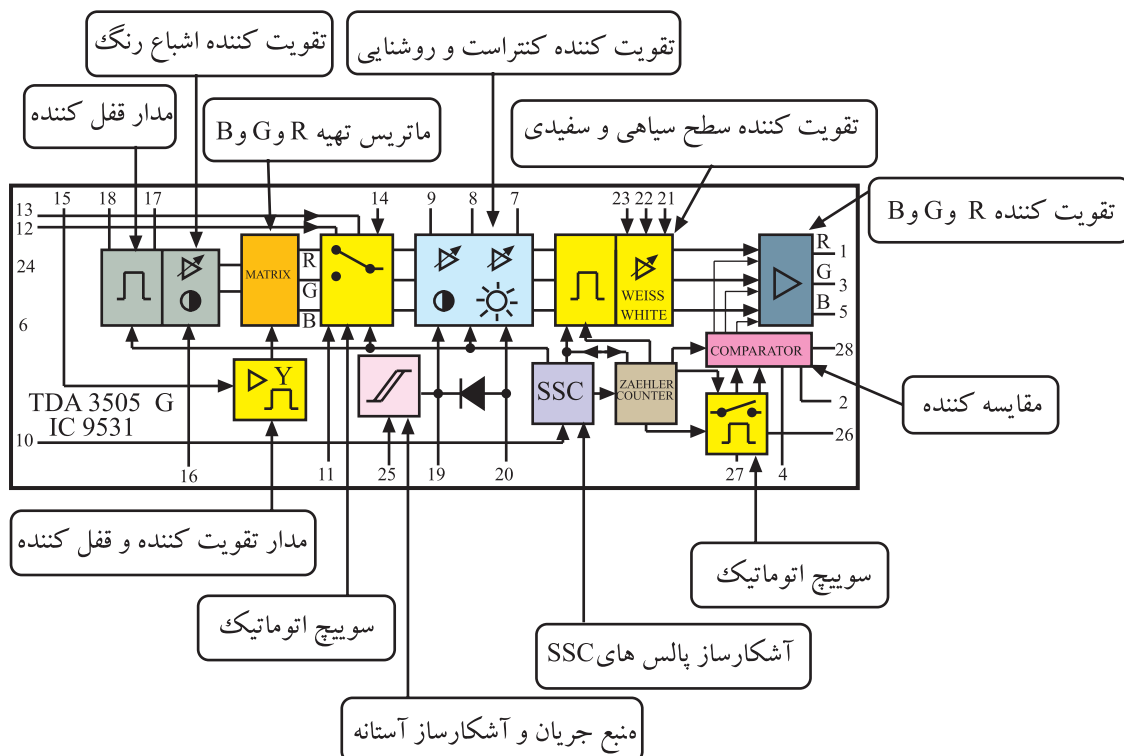 تقویت کننده اشباع رنگ
تقویت کننده کنتراست و روشنایی
مدار قفل کننده
ماتریس تهیه R و G و B
تقویت کننده سطح سیاهی و سفیدی
تقویت کننده R و G و B
15 18 17 14 9 8 7 23 22 21
13
12
24
6
MATRIX
R
G
B
WEISS
WHITE
R
1
G
3
B
5
Y
SSC
ZAEHLER
COUNTER
COMPARATOR
28
2
26
TDA 3505 G
IC 9531
10
16 11 25 19 20 27 4
مقایسه کننده
مدار تقویت کننده و قفل کننده
سوییچ اتوماتیک
سوییچ اتوماتیک
آشکارساز پالس های SSC
منبع جریان و آشکارساز آستانه